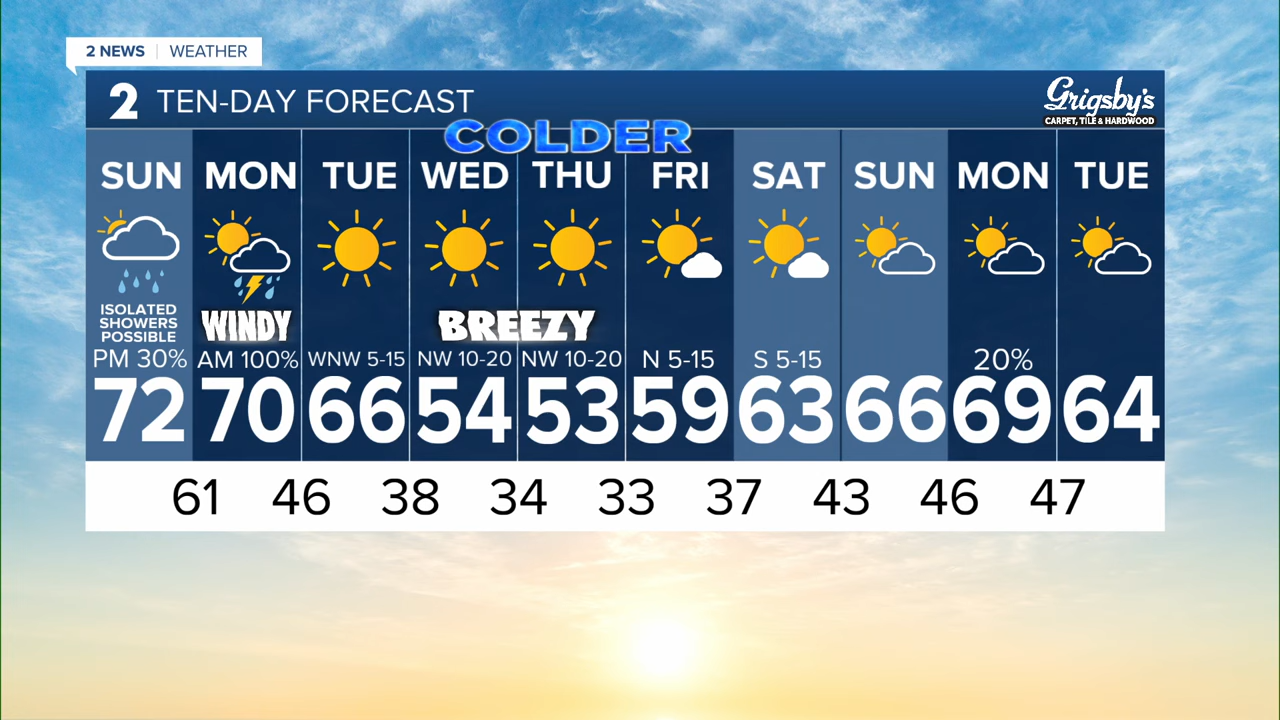 2 NEWS | WEATHER
2 TEN-DAY FORECAST
Grigsby's
CARPET, TILE & HARDWOOD
COLDER
SUN MON TUE WED THU FRI SAT SUN MON TUE
ISOLATED
SHOWERS
POSSIBLE
WINDY BREEZY
PM 30% AM 100% WNW 5-15 NW 10-20 NW 10-20 N 5-15 S 5-15 20%
72 70 66 54 53 59 63 66 69 64
61 46 38 34 33 37 43 46 47